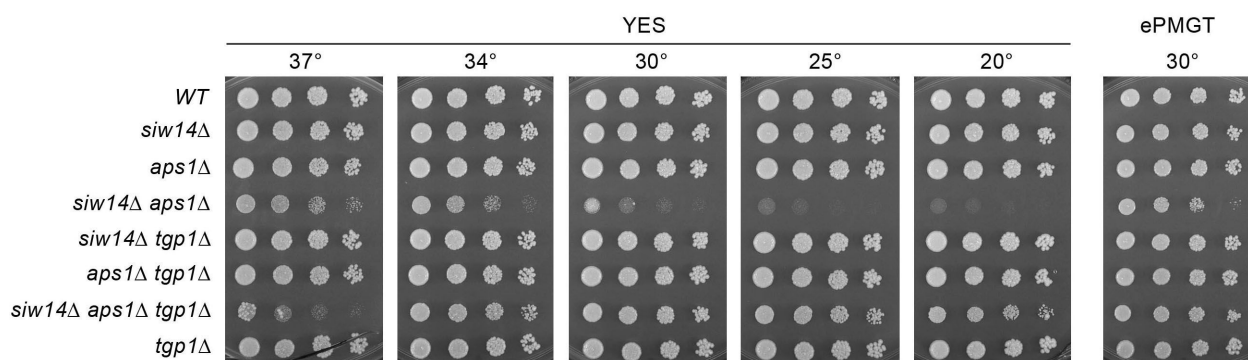 YES ePMGT
37° 34° 30° 25° 20° 30°
WT
siw14Δ
aps1Δ
siw14Δ aps1Δ
siw14Δ tgp1Δ
aps1Δ tgp1Δ
siw14Δ aps1Δ tgp1Δ
tgp1Δ